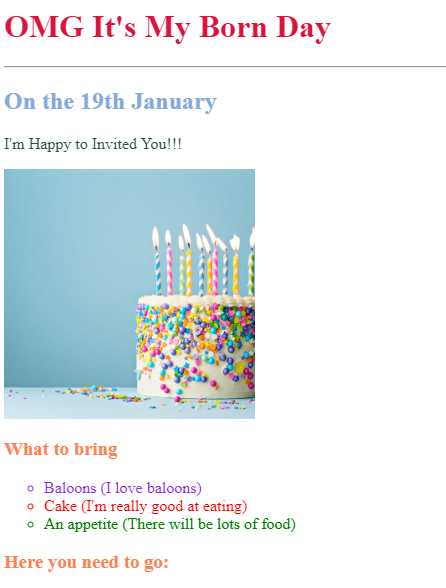 OMG It's My Born Day
On the 19th January
I'm Happy to Invited You!!!
What to bring
Baloons (I love baloons)
Cake (I'm really good at eating)
An appetite (There will be lots of food)
Here you need to go: